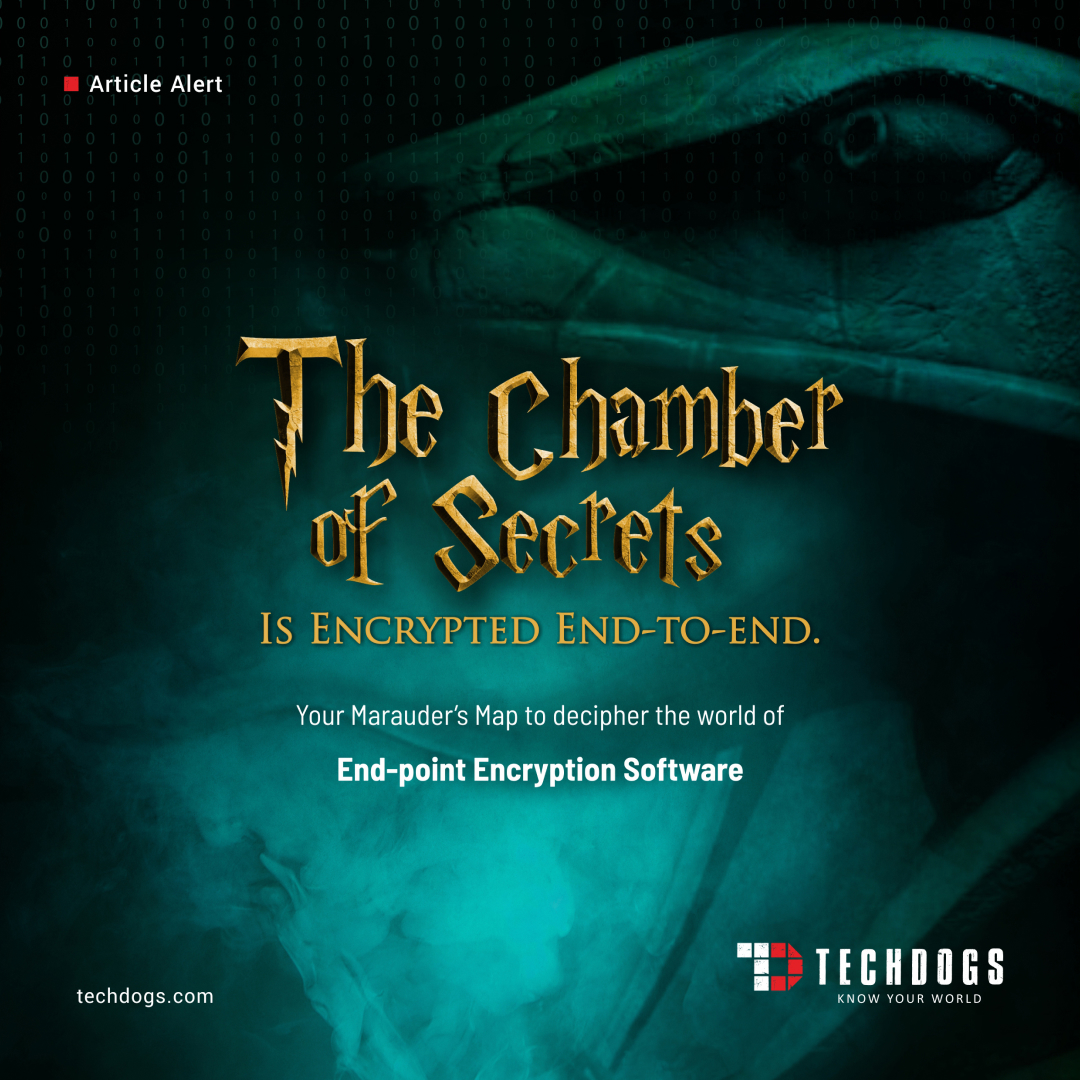 Article Alert
The Chamber
of Secrets
Is Encrypted End-to-end.
Your Marauder's Map to decipher the world of
End-point Encryption Software
techdogs.com
TECHDOGS
KNOW YOUR WORLD